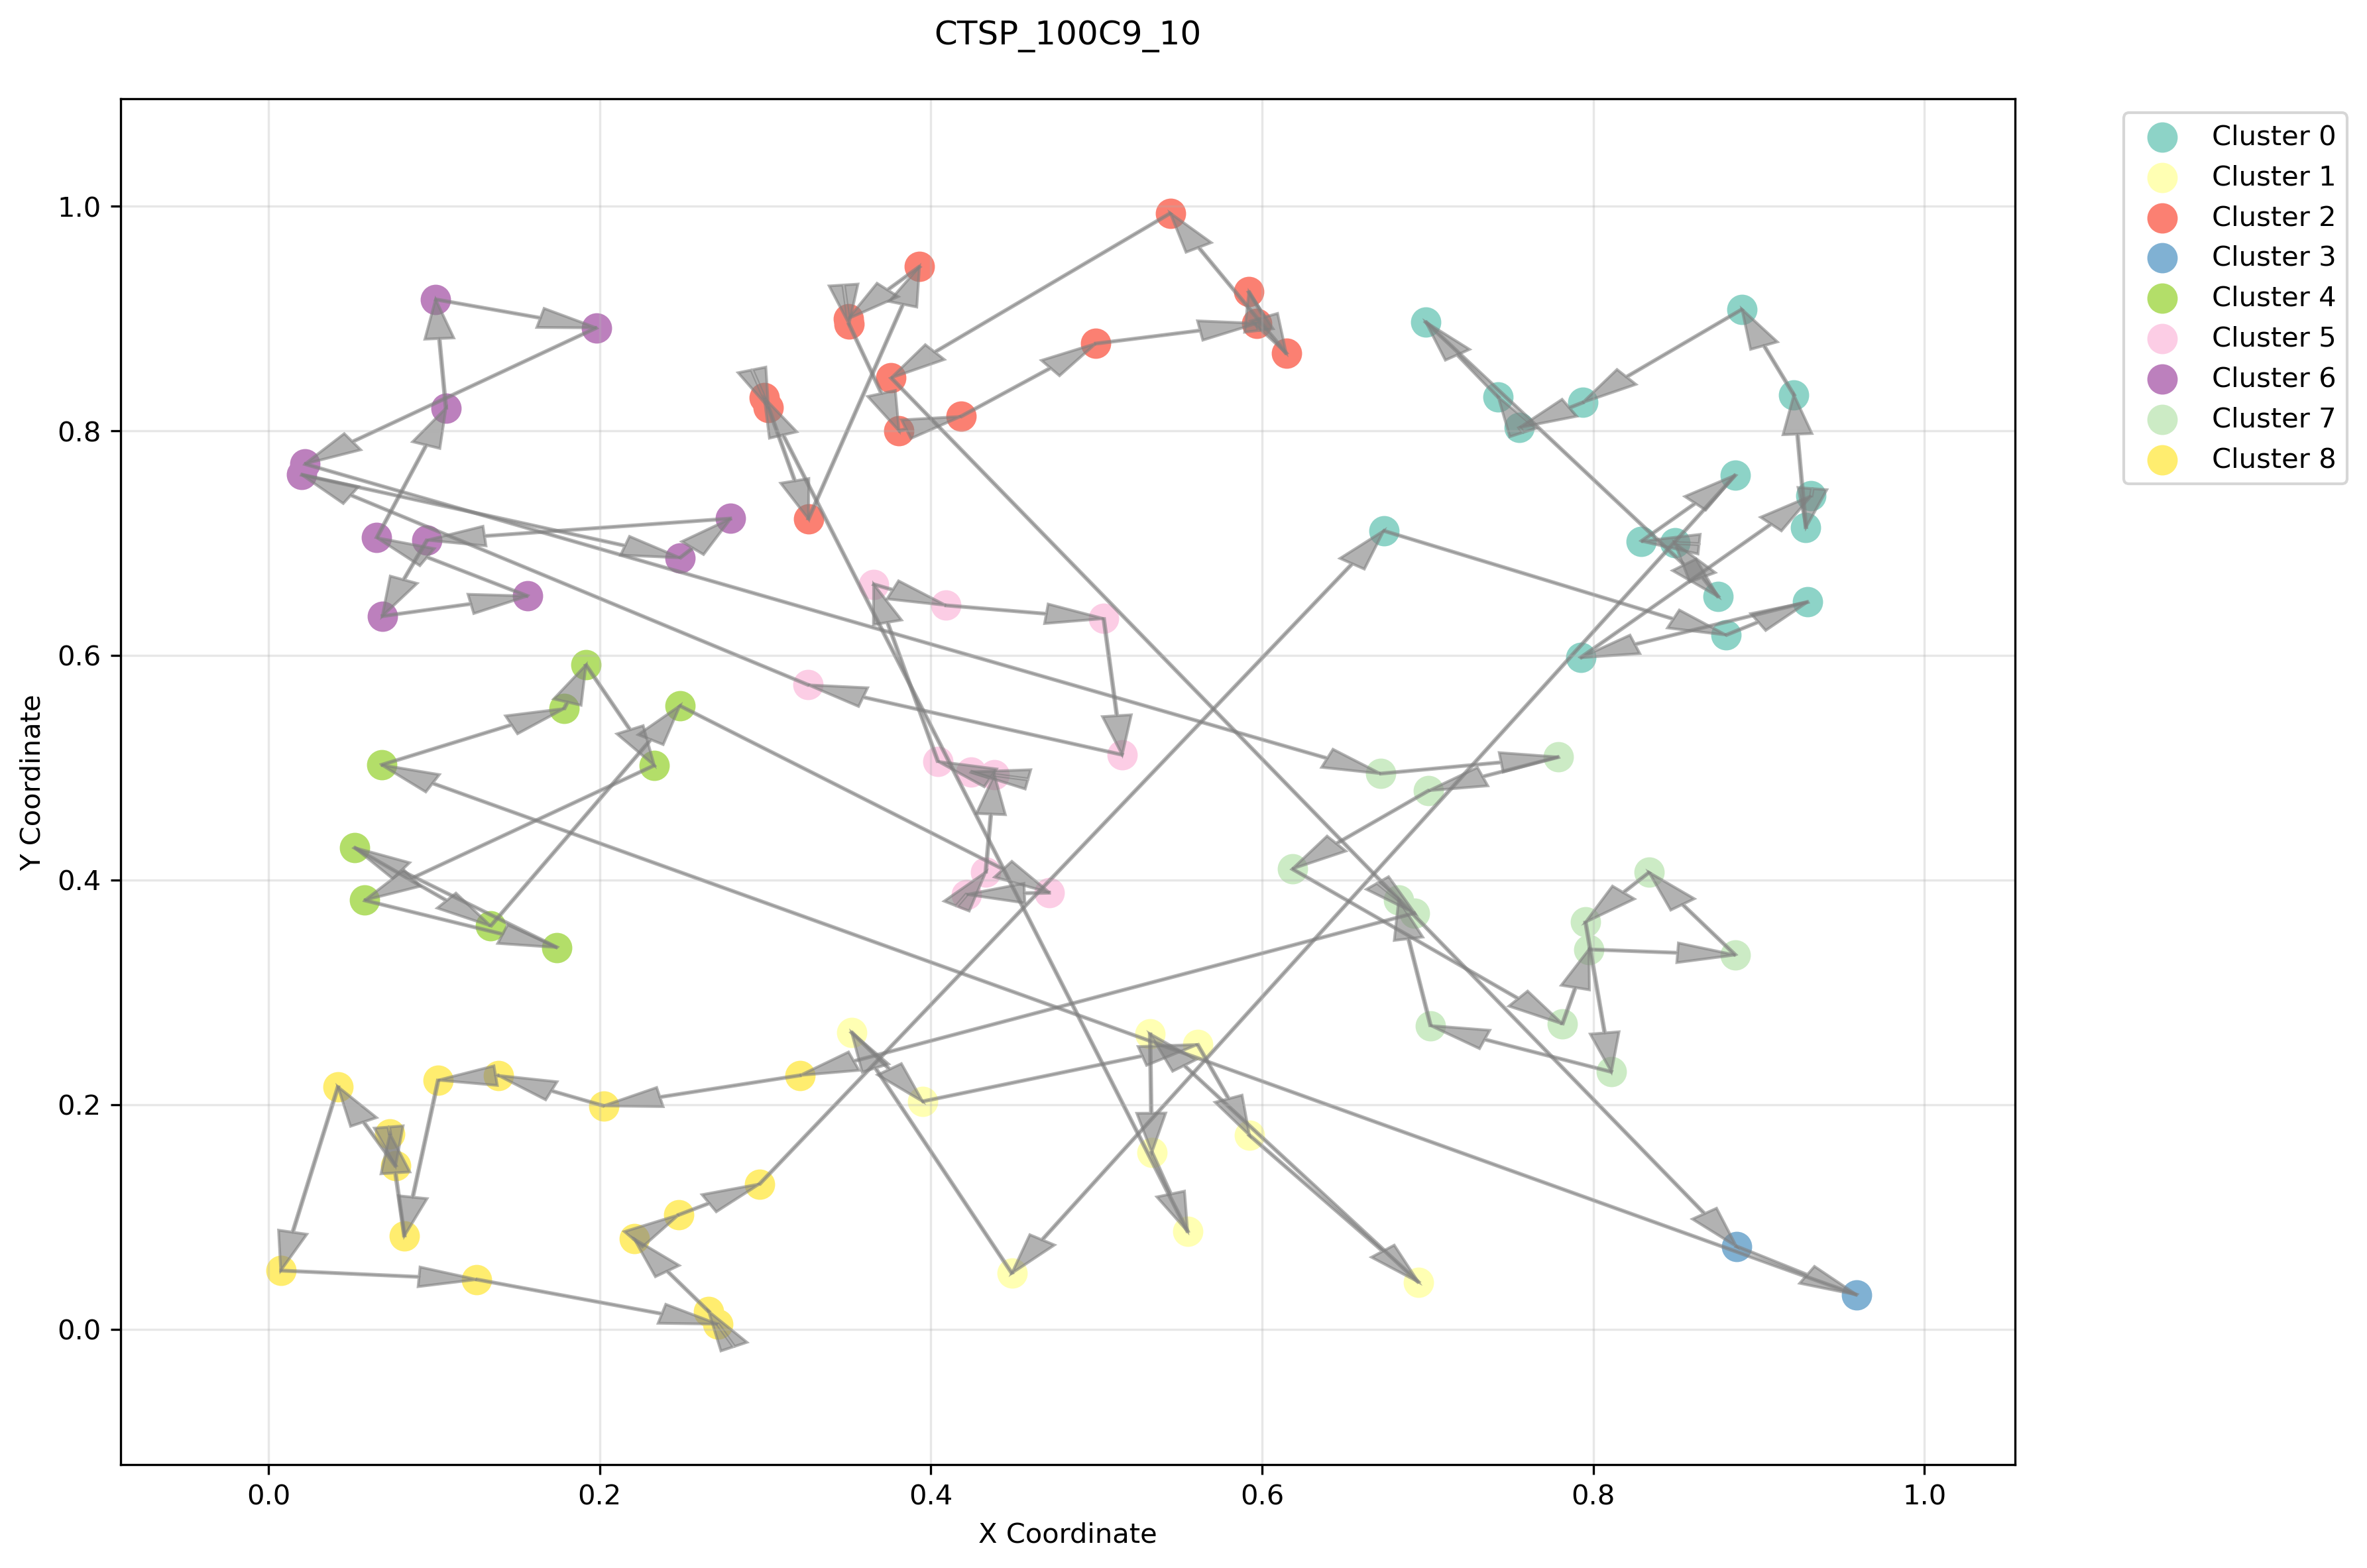 CTSP_100C9_10
Cluster 0
Cluster 1
Cluster 2
Cluster 3
Cluster 4
Cluster 5
Cluster 6
Cluster 7
Cluster 8
Y Coordinate
1.0
0.8
0.6
0.4
0.2
0.0
0.0 0.2 0.4 0.6 0.8 1.0
X Coordinate